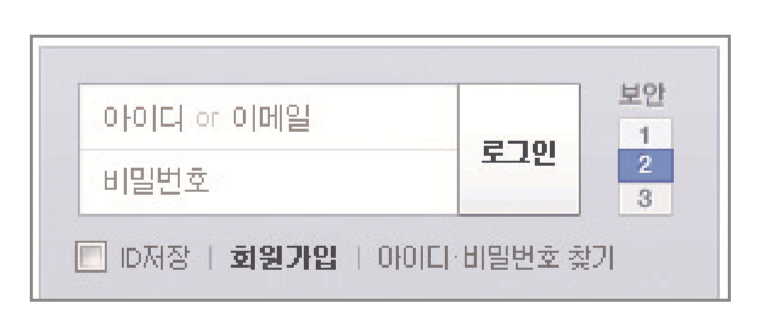 아이디 or 이메일
비밀번호
로그인
보안
1
2
3
ID저장 | 회원가입 | 아이디·비밀번호 찾기